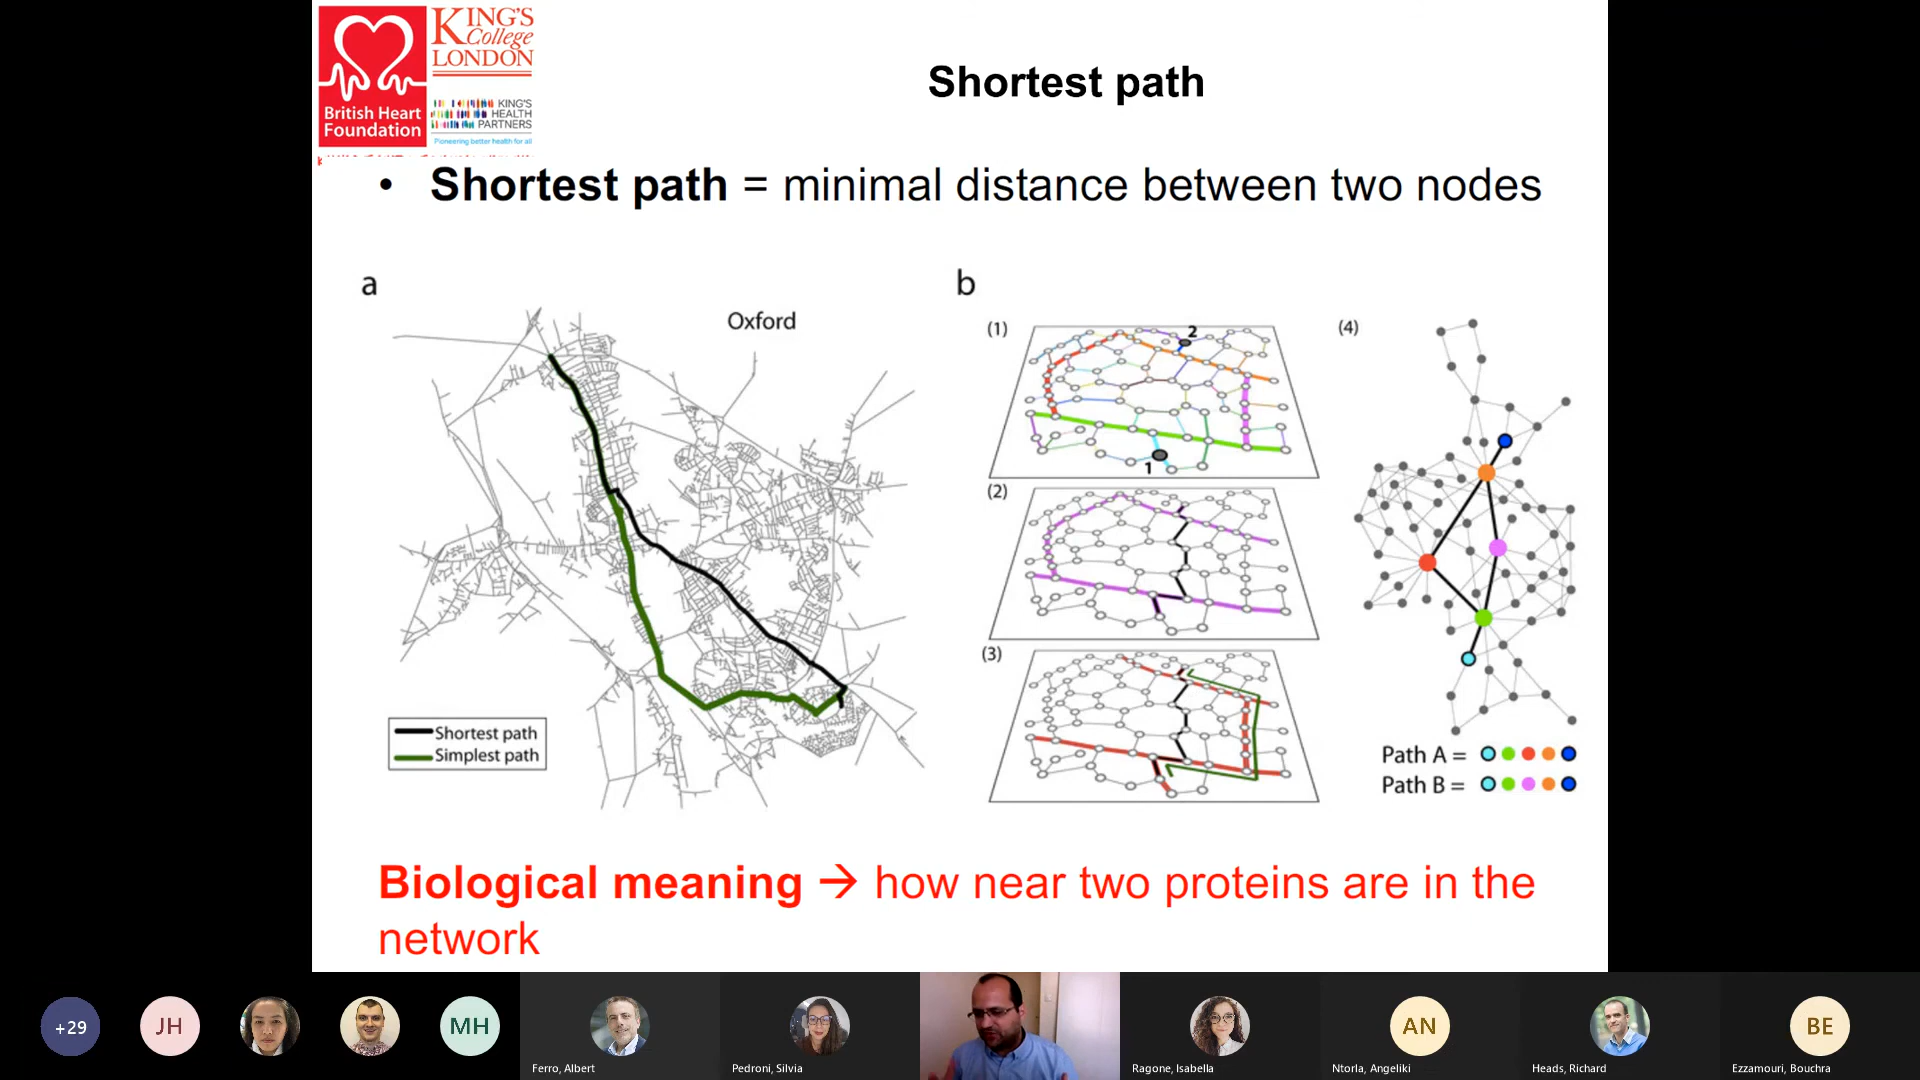 KING'S
College
LONDON
British Heart
Foundation
KING'S
HEALTH
PARTNERS
Pioneering better health for all
Shortest path
• Shortest path = minimal distance between two nodes
a
Oxford
Shortest path
Simplest path
b
(1)
2
1
(2)
(3)
(4)
Path A =
Path B =
Biological meaning → how near two proteins are in the
network
+29
JH
MH
Ferro, Albert
Pedroni, Silvia
Ragone, Isabella
AN
Ntorla, Angeliki
Heads, Richard
BE
Ezzamouri, Bouchra